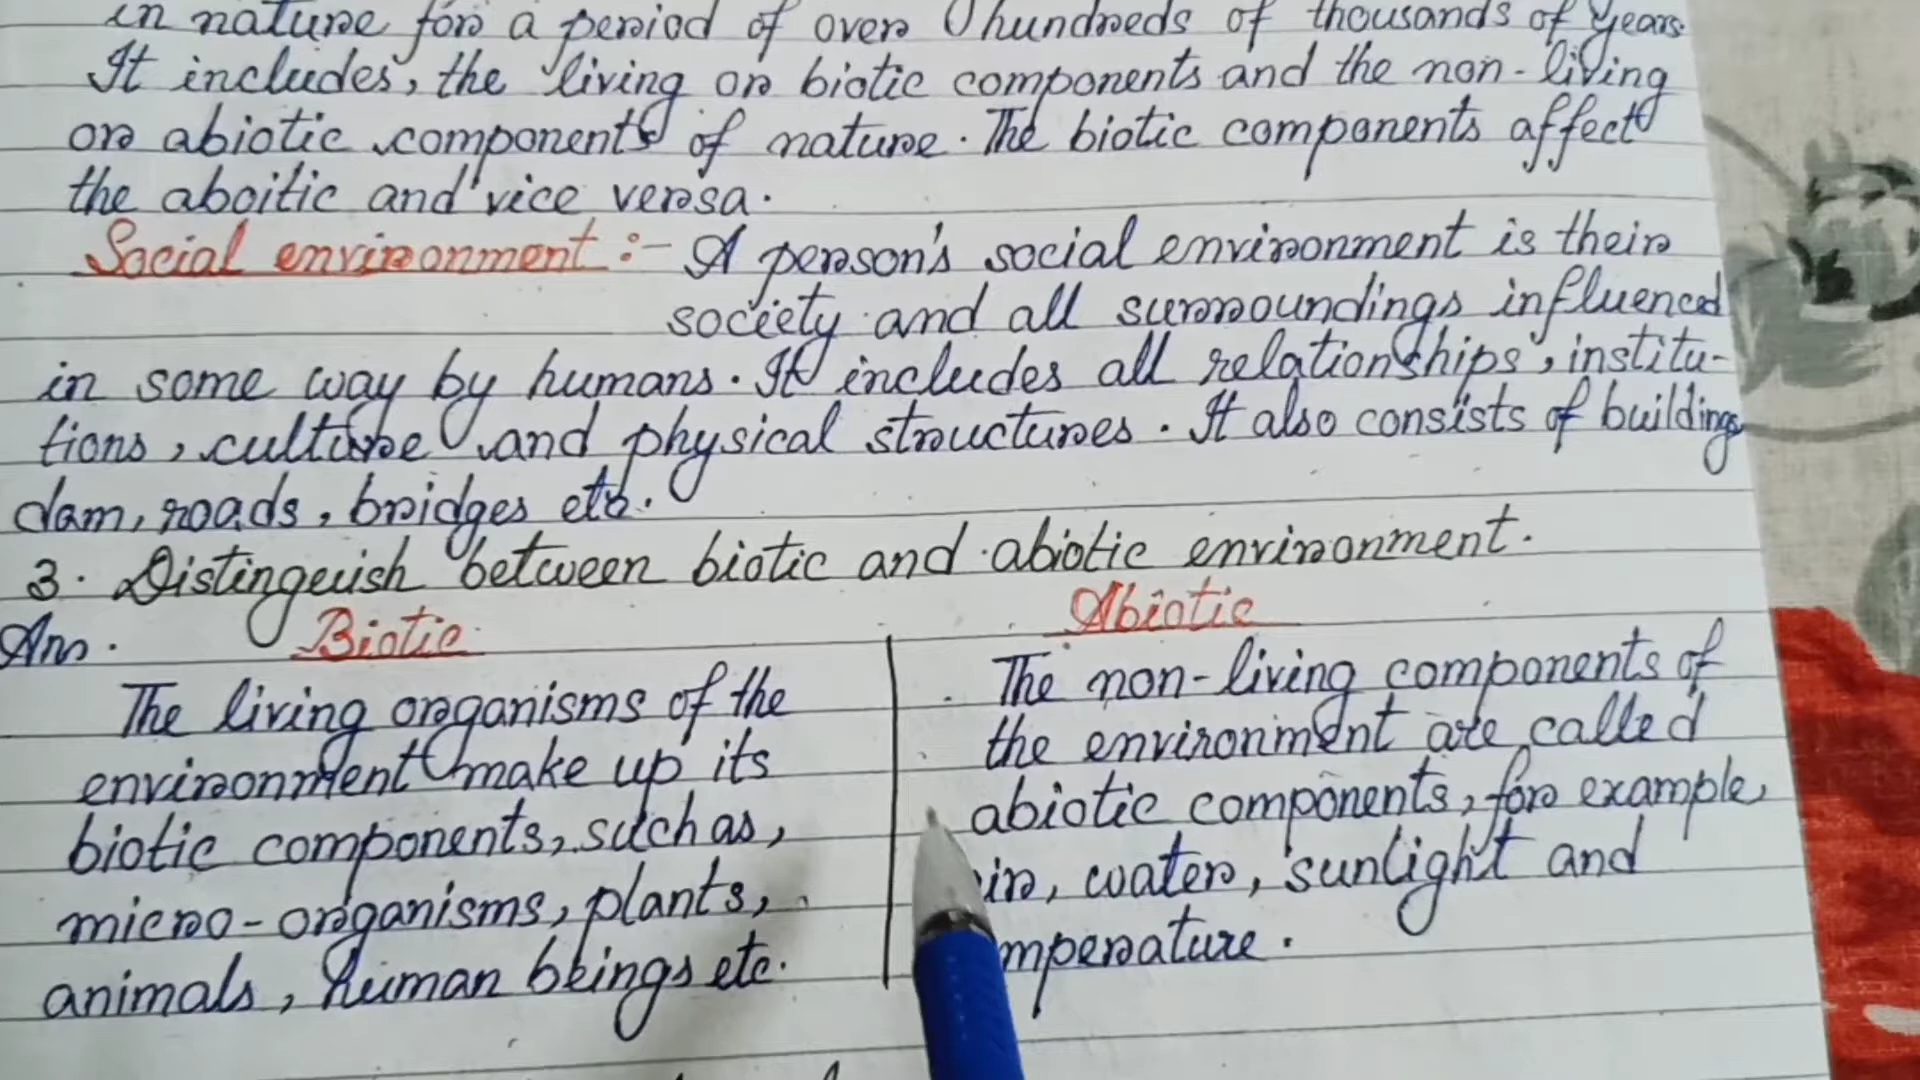 in nature for a period of over hundreds of thousands of years.
It includes, the living or biotic components and the non-living
or abiotic components of nature. The biotic components affect
the aboitic and vice versa.
Social environment :- A person's social environment is their
society and all surroundings influenced
in some way by humans. It includes all relationships, institu-
tions, culture and physical structures. It also consists of buildings
dam, roads, bridges etc.
3. Distinguish between biotic and abiotic environment.
Ans. Biotic Abiotic
The living organisms of the
environment make up its
biotic components, such as,
micro-organisms, plants,
animals, human beings etc.
The non-living components of
the environment are called
abiotic components, for example,
water, sunlight and